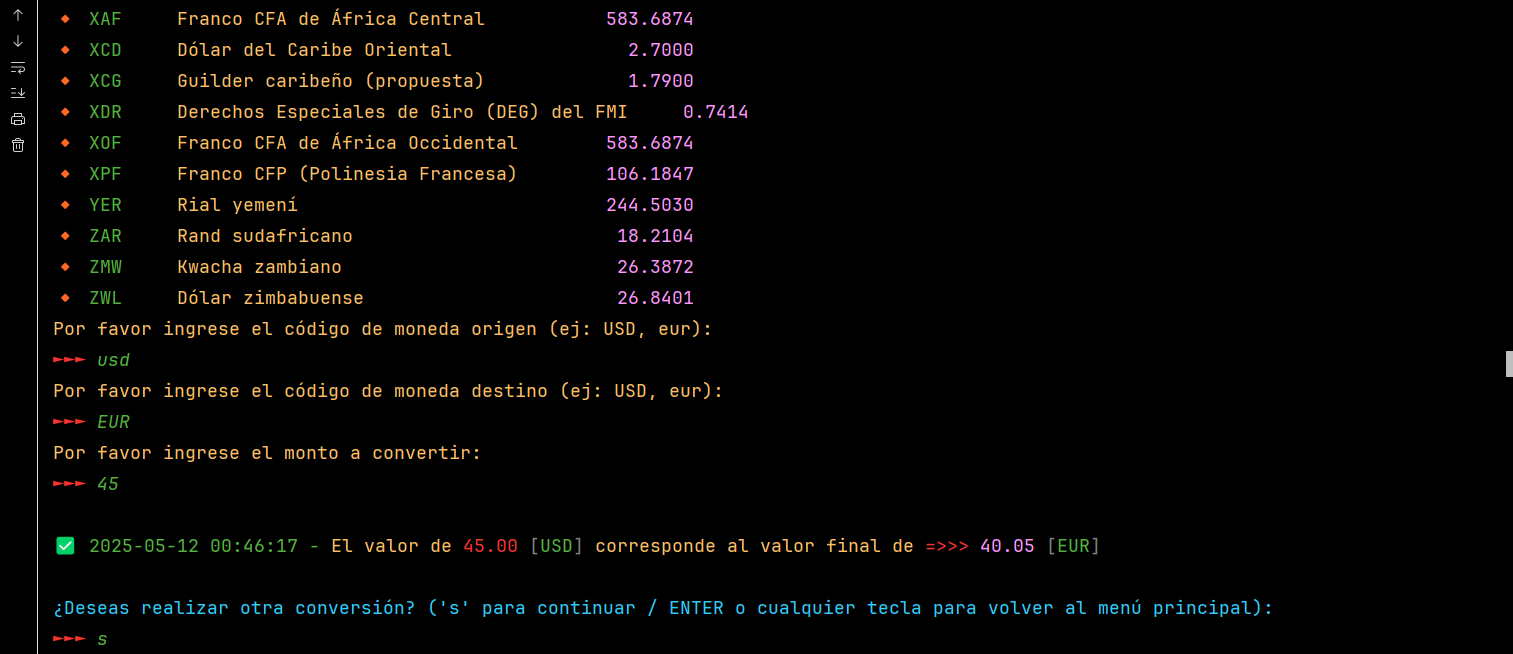 XAF Franco CFA de África Central 583.6874
XCD Dólar del Caribe Oriental 2.7000
XCG Guilder caribeño (propuesta) 1.7900
XDR Derechos Especiales de Giro (DEG) del FMI 0.7414
XOF Franco CFA de África Occidental 583.6874
XPF Franco CFP (Polinesia Francesa) 106.1847
YER Rial yemení 244.5030
ZAR Rand sudafricano 18.2104
ZMW Kwacha zambiano 26.3872
ZWL Dólar zimbabuense 26.8401
Por favor ingrese el código de moneda origen (ej: USD, eur):
►►► usd
Por favor ingrese el código de moneda destino (ej: USD, eur):
►►► EUR
Por favor ingrese el monto a convertir:
►►► 45
✅ 2025-05-12 00:46:17 - El valor de 45.00 [USD] corresponde al valor final de =>>> 40.05 [EUR]
¿Deseas realizar otra conversión? ('s' para continuar / ENTER o cualquier tecla para volver al menú principal):
►►► s